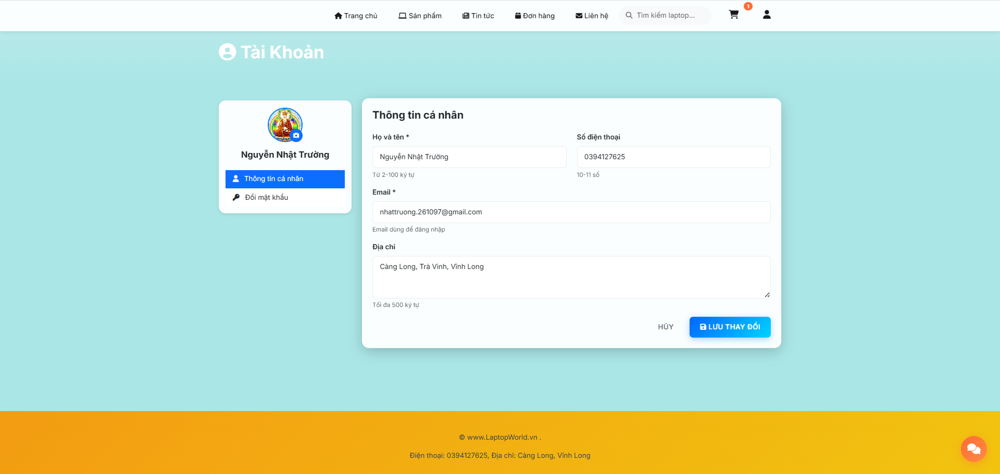 Trang chủ Sản phẩm Tin tức Đơn hàng Liên hệ Tìm kiếm laptop... 1
Tài Khoản
Nguyễn Nhật Trường
Thông tin cá nhân
Đổi mật khẩu
Thông tin cá nhân
Họ và tên * Số điện thoại
Nguyễn Nhật Trường 0394127625
Từ 2-100 ký tự 10-11 số
Email *
nhattruong.261097@gmail.com
Email dùng để đăng nhập
Địa chỉ
Càng Long, Trà Vinh, Vĩnh Long
Tối đa 500 ký tự
HỦY LƯU THAY ĐỔI
© www.LaptopWorld.vn .
Điện thoại: 0394127625, Địa chỉ: Càng Long, Vĩnh Long